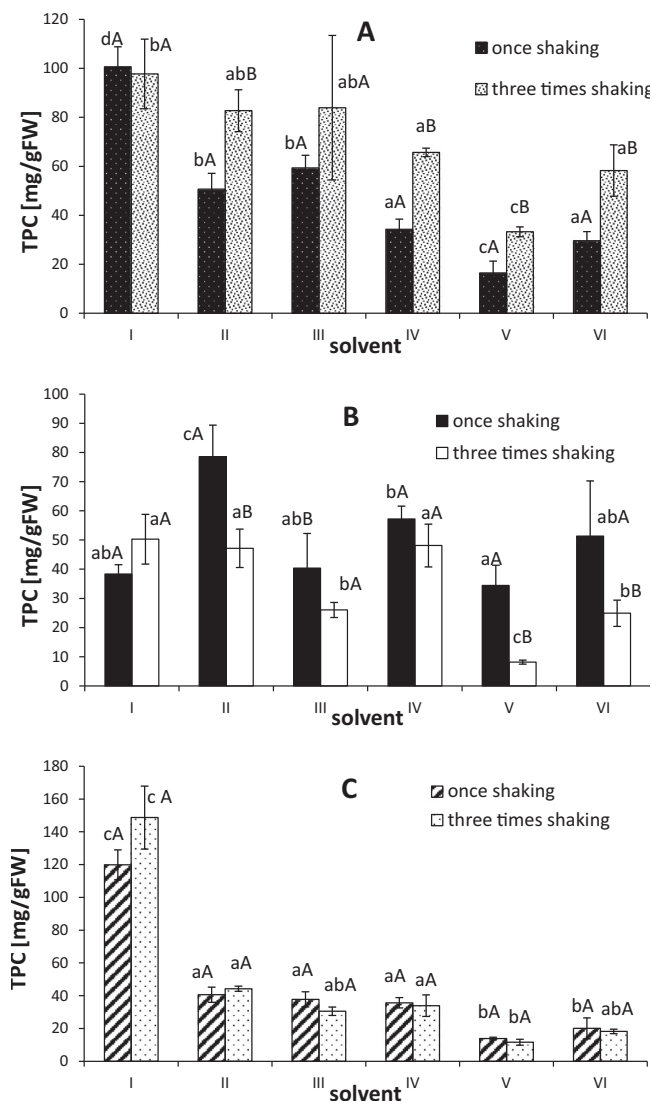 A
once shaking
three times shaking
TPC [mg/gFW]
120
100
80
60
40
20
0
dA
bA
bA
abB
bA
abA
aA
aB
cA
cB
aA
aB
I
II
III
IV
V
VI
solvent
B
once shaking
three times shaking
TPC [mg/gFW]
100
90
80
70
60
50
40
30
20
10
0
abA
aA
cA
aB
abB
bA
bA
aA
aA
cB
abA
bB
I
II
III
IV
V
VI
solvent
C
once shaking
three times shaking
TPC [mg/gFW]
180
160
140
120
100
80
60
40
20
0
cA
c A
aA
aA
aA
abA
aA
aA
bA
bA
bA
abA
I
II
III
IV
V
VI
solvent